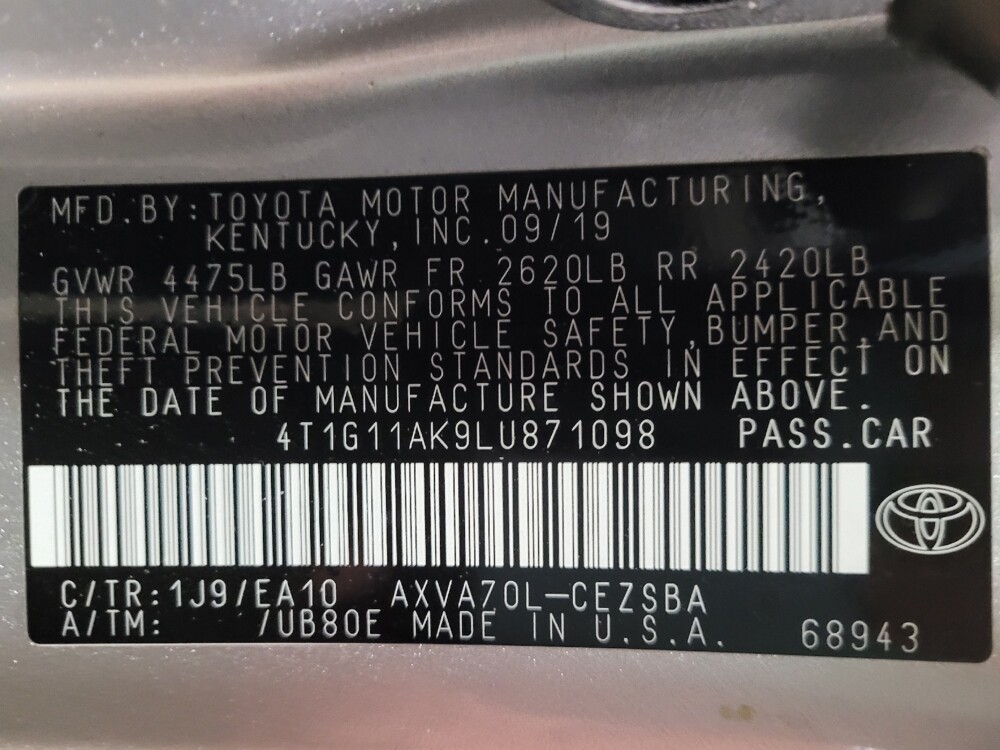 MFD.BY:TOYOTA MOTOR MANUFACTURING,
KENTUCKY,INC.09/19
GVWR 4475LB GAWR FR 2620LB RR 2420LB
THIS VEHICLE CONFORMS TO ALL APPLICABLE
FEDERAL MOTOR VEHICLE SAFETY,BUMPER,AND
THEFT PREVENTION STANDARDS IN EFFECT ON
THE DATE OF MANUFACTURE SHOWN ABOVE.
4T1G11AK9LU871098 PASS.CAR
C/TR:1J9/EA10 AXVA70L-CEZSBA
A/TM: /UB80E MADE IN U.S.A. 68943